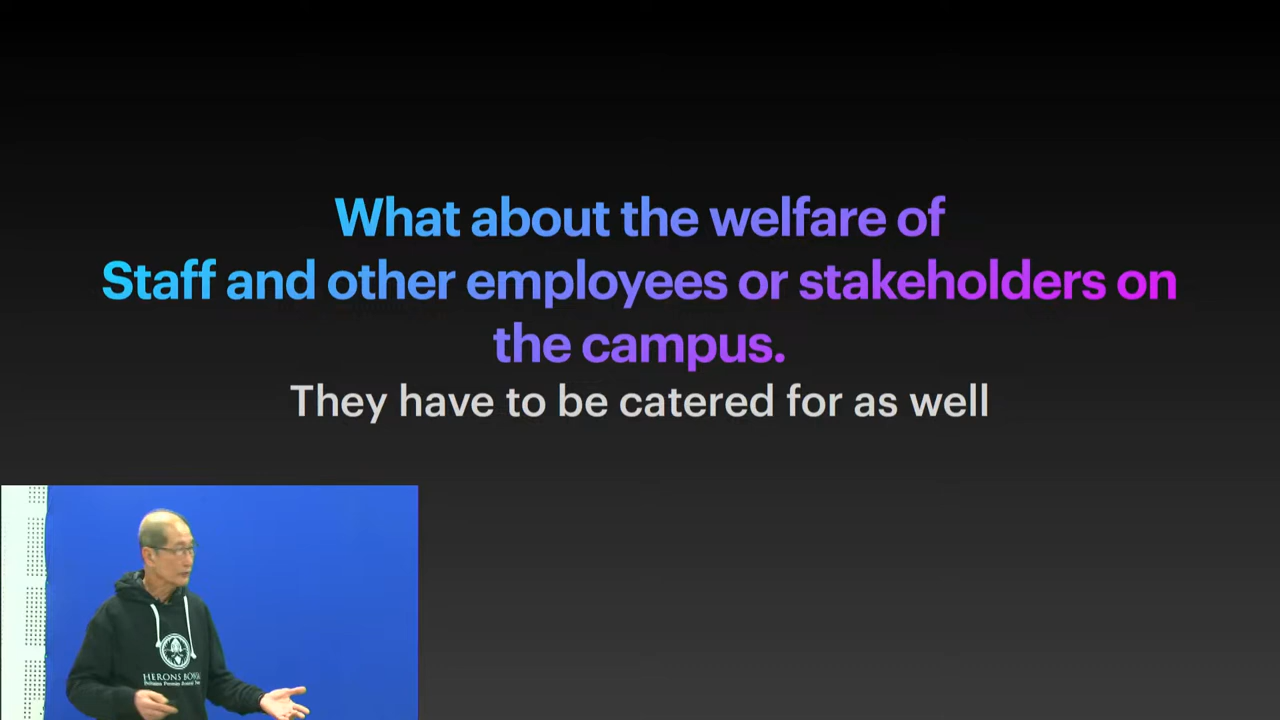 What about the welfare of
Staff and other employees or stakeholders on
the campus.
They have to be catered for as well
HERONS